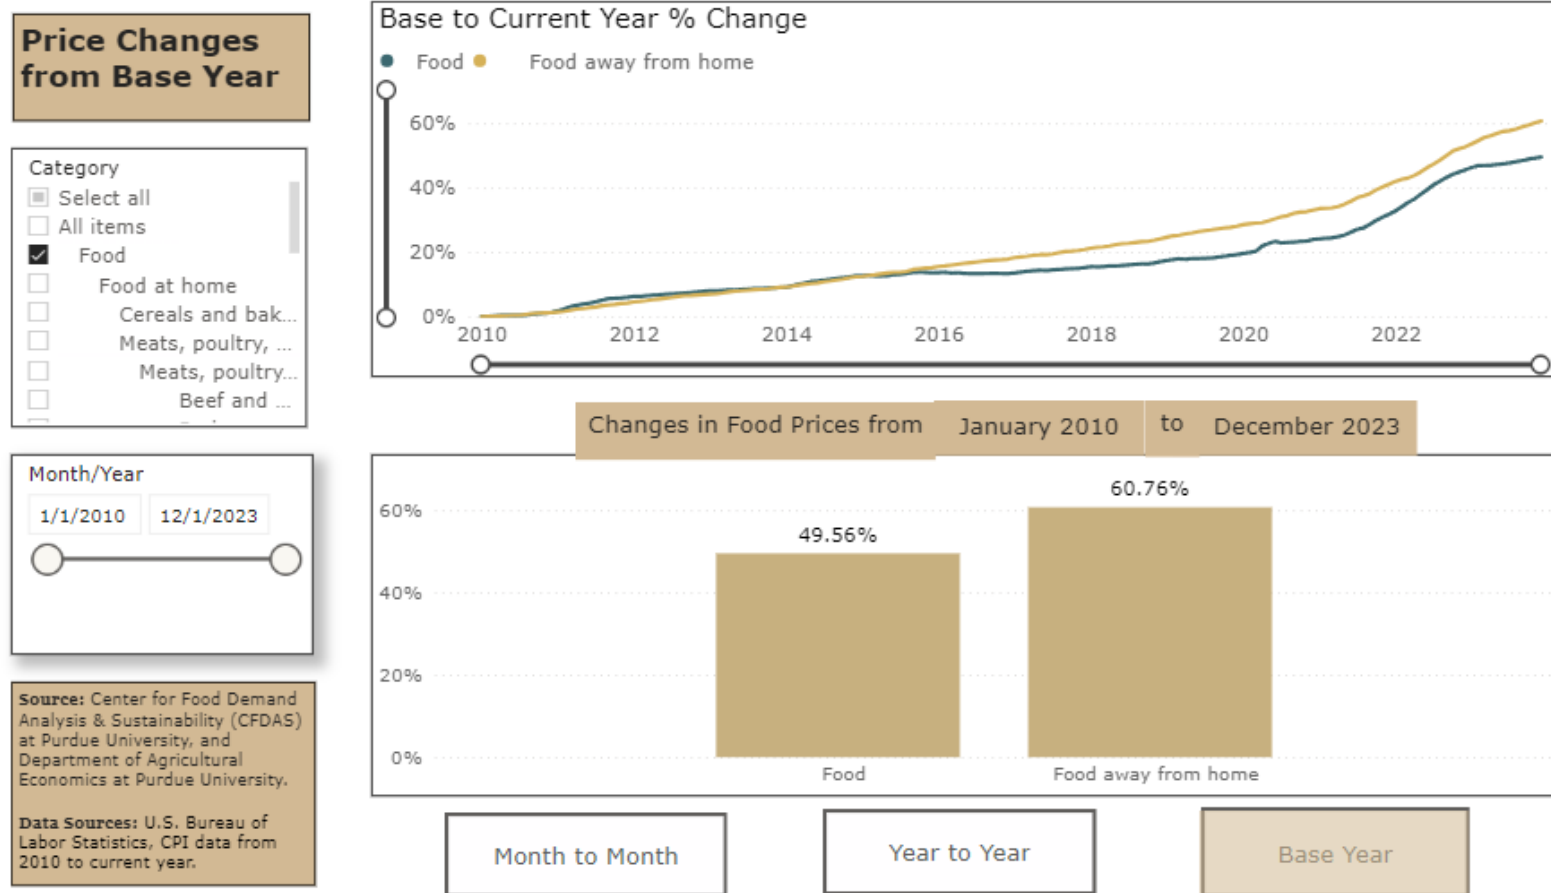 Price Changes
from Base Year
Category
Select all
All items
Food
Food at home
Cereals and bak...
Meats, poultry, ...
Meats, poultry...
Beef and ...
Month/Year
1/1/2010 12/1/2023
Source: Center for Food Demand
Analysis & Sustainability (CFDAS)
at Purdue University, and
Department of Agricultural
Economics at Purdue University.
Data Sources: U.S. Bureau of
Labor Statistics, CPI data from
2010 to current year.
Base to Current Year % Change
Food Food away from home
60%
40%
20%
0%
2010 2012 2014 2016 2018 2020 2022
Changes in Food Prices from January 2010 to December 2023
60.76%
60%
49.56%
40%
20%
0%
Food Food away from home
Month to Month Year to Year Base Year